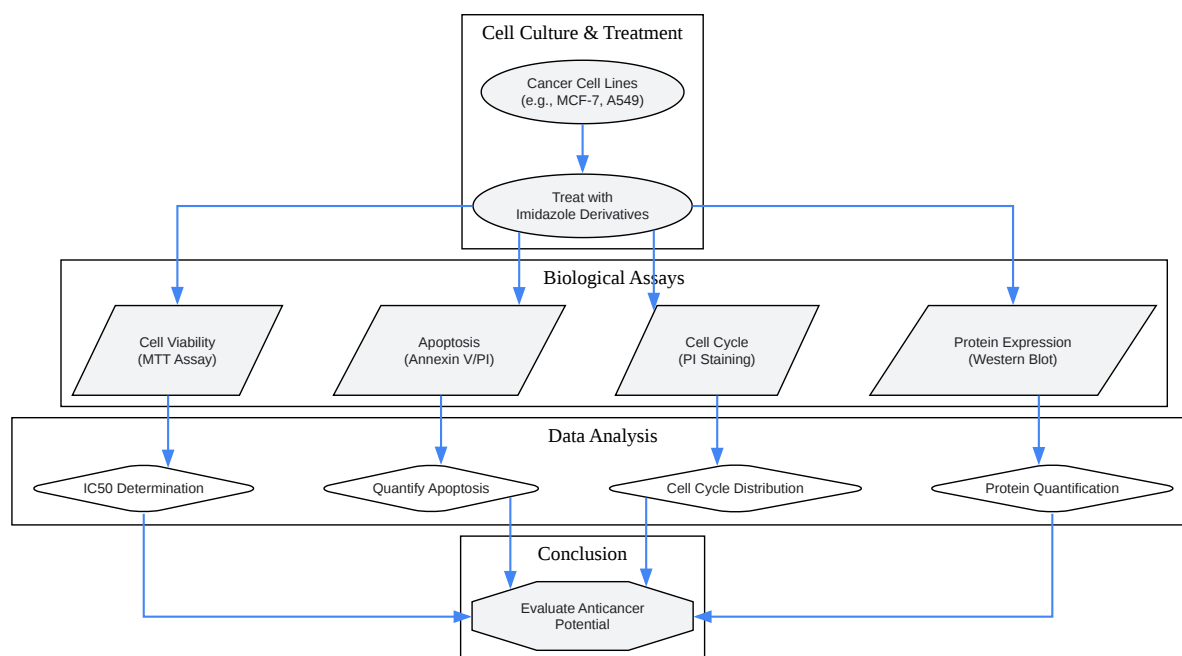 Cell Culture & Treatment
Cancer Cell Lines
(e.g., MCF-7, A549)
Treat with
Imidazole Derivatives
Biological Assays
Cell Viability
(MTT Assay)
Apoptosis
(Annexin V/PI)
Cell Cycle
(PI Staining)
Protein Expression
(Western Blot)
Data Analysis
IC50 Determination
Quantify Apoptosis
Cell Cycle Distribution
Protein Quantification
Conclusion
Evaluate Anticancer
Potential